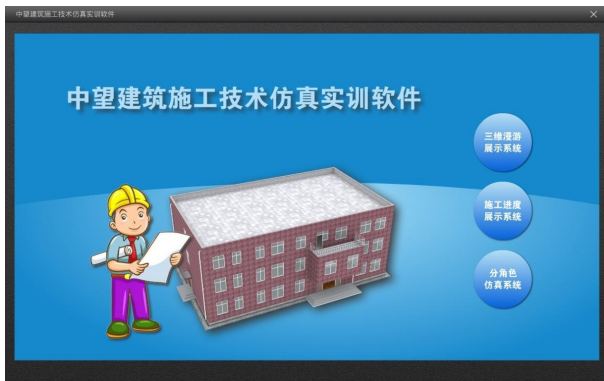 中望建筑施工技术仿真实训软件
中望建筑施工技术仿真实训软件
三维漫游
展示系统
施工进度
展示系统
分角色
仿真系统